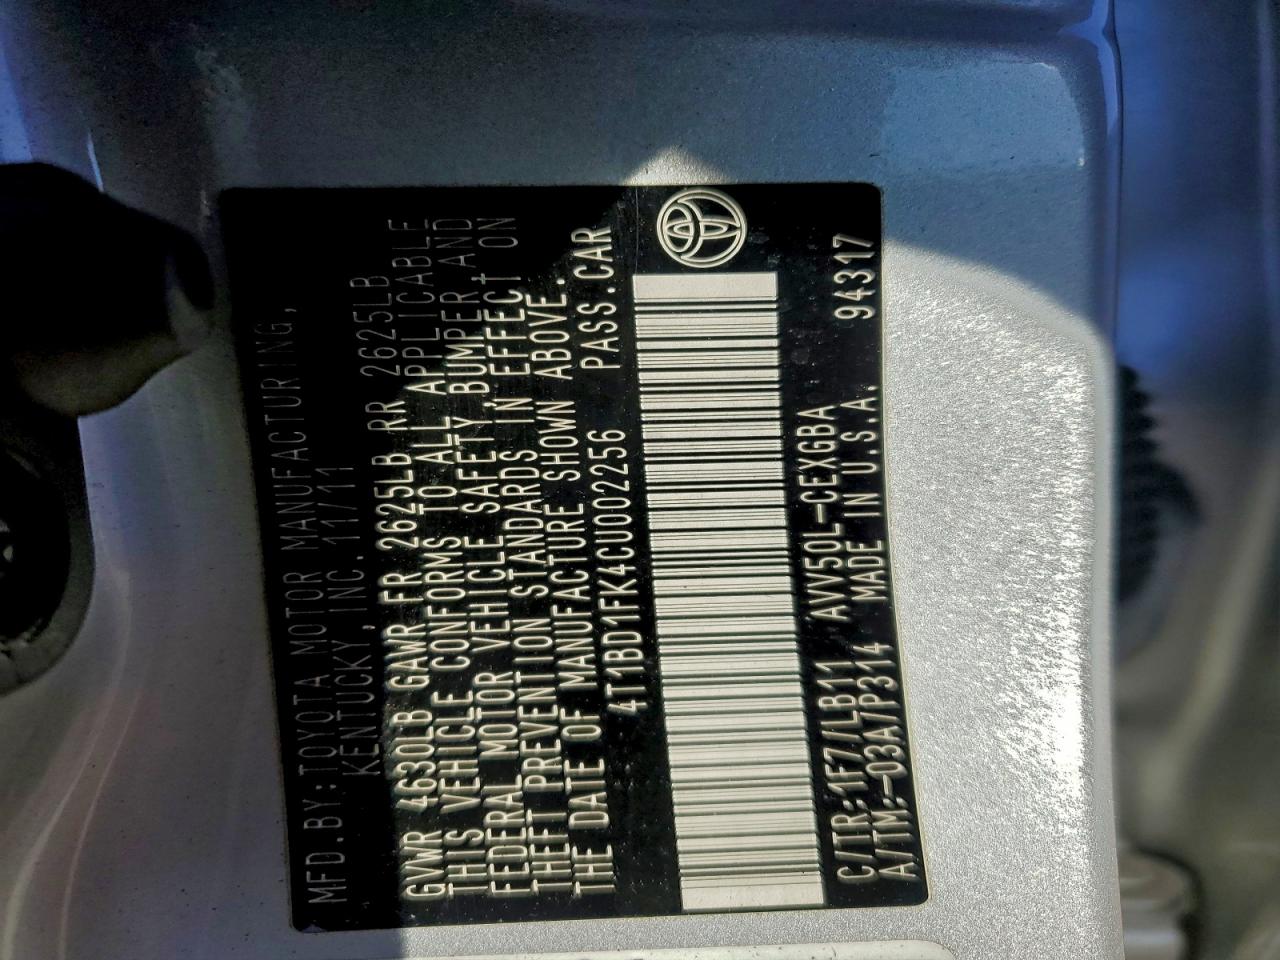 MFD.BY:TOYOTA MOTOR MANUFACTURING,
KENTUCKY, INC. 11/11
GVWR 4630LB GAWR FR 2625LB RR 2625LB
THIS VEHICLE CONFORMS TO ALL APPLICABLE
FEDERAL MOTOR VEHICLE SAFETY, BUMPER AND
THEFT PREVENTION STANDARDS IN EFFECT ON
THE DATE OF MANUFACTURE SHOWN ABOVE.
4T1BD1FK4CU002256 PASS.CAR
C/TR:1F7/LB11 AVV50L-CEXGBA 94317
A/TM:-03A/P314 MADE IN U.S.A.